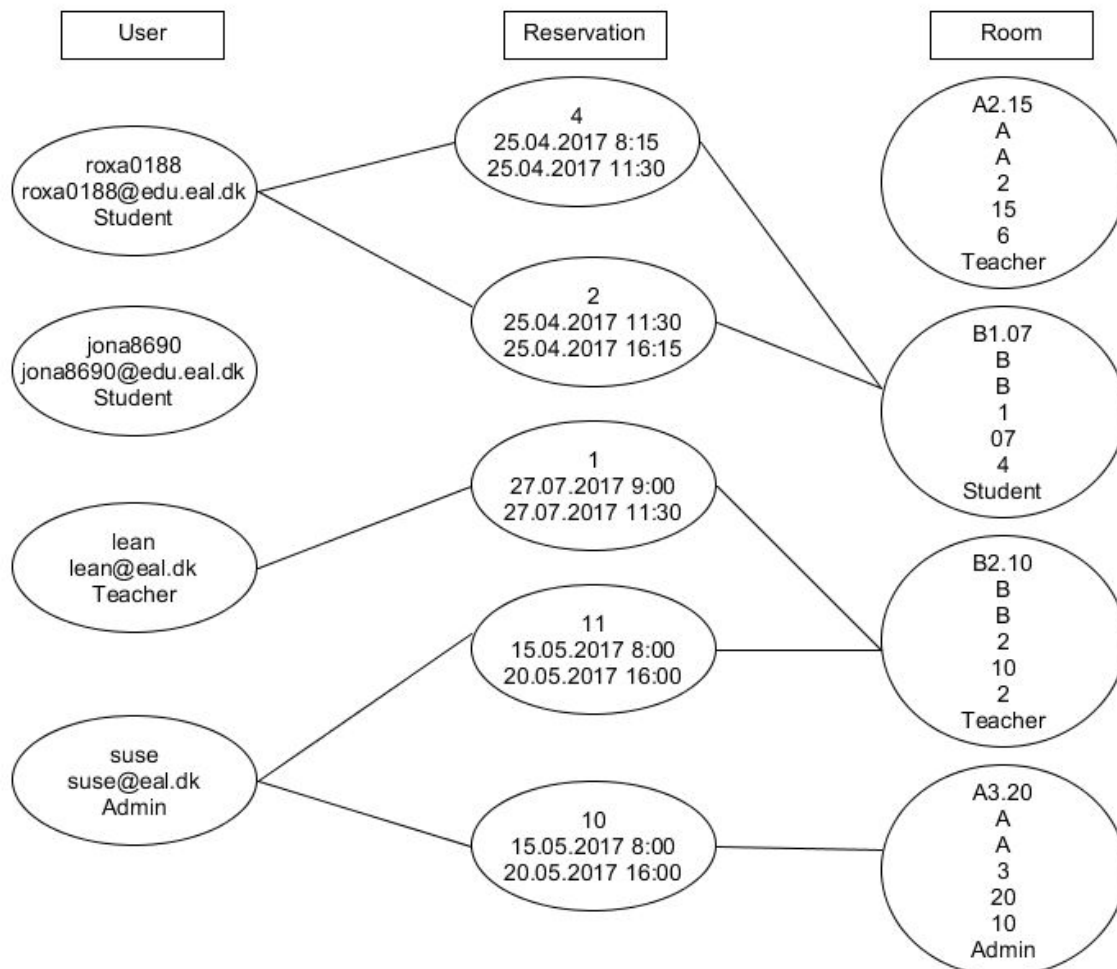 User
Reservation
Room
roxa0188
roxa0188@edu.eal.dk
Student
jona8690
jona8690@edu.eal.dk
Student
lean
lean@eal.dk
Teacher
suse
suse@eal.dk
Admin
4
25.04.2017 8:15
25.04.2017 11:30
2
25.04.2017 11:30
25.04.2017 16:15
1
27.07.2017 9:00
27.07.2017 11:30
11
15.05.2017 8:00
20.05.2017 16:00
10
15.05.2017 8:00
20.05.2017 16:00
A2.15
A
A
2
15
6
Teacher
B1.07
B
B
1
07
4
Student
B2.10
B
B
2
10
2
Teacher
A3.20
A
A
3
20
10
Admin